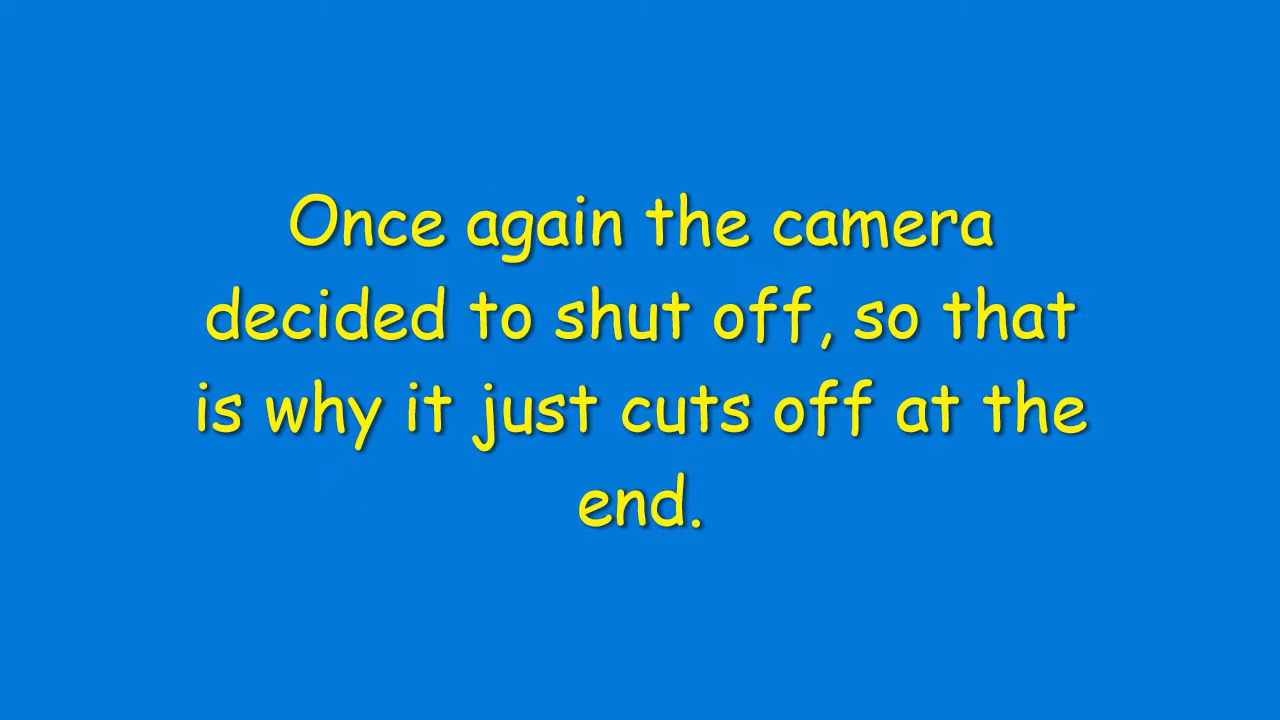 Once again the camera
decided to shut off, so that
is why it just cuts off at the
end.